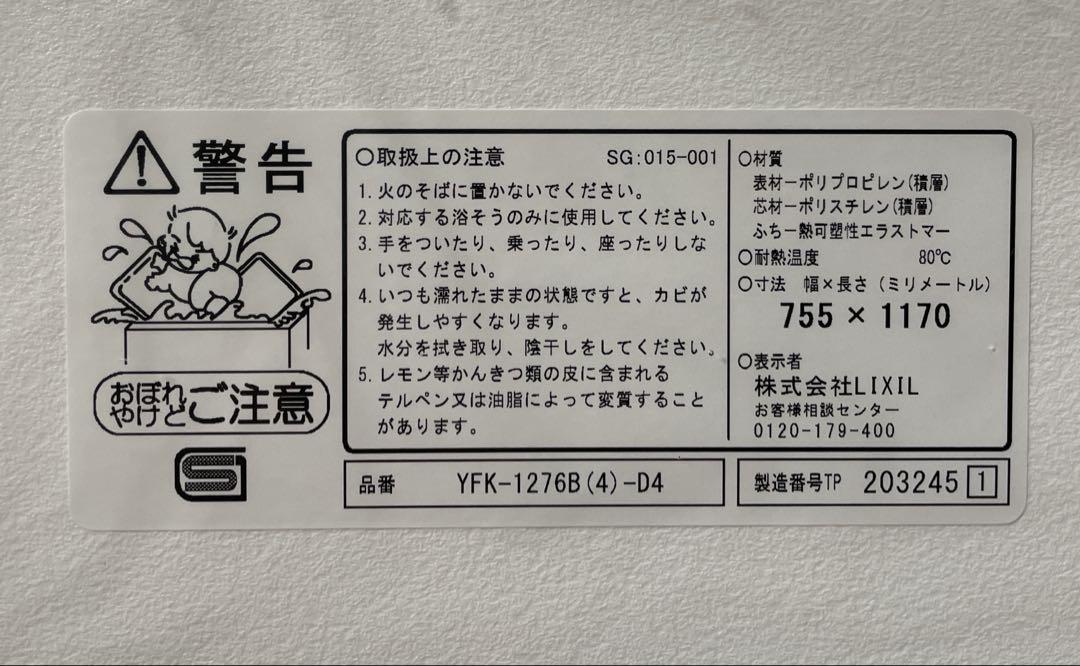 警告
おぼれ
やけど
ご注意
○取扱上の注意 SG:015-001
1. 火のそばに置かないでください。
2. 対応する浴そうのみに使用してください。
3. 手をついたり、乗ったり、座ったりしな
いでください。
4. いつも濡れたままの状態ですと、カビが
発生しやすくなります。
水分を拭き取り、陰干しをしてください。
5. レモン等かんきつ類の皮に含まれる
テルペン又は油脂によって変質すること
があります。
○材質
表材ーポリプロピレン(積層)
芯材ーポリスチレン(積層)
ふちー熱可塑性エラストマー
○耐熱温度 80℃
○寸法 幅×長さ(ミリメートル)
755 × 1170
○表示者
株式会社LIXIL
お客様相談センター
0120-179-400
品番 YFK-1276B(4)-D4
製造番号TP 203245 1